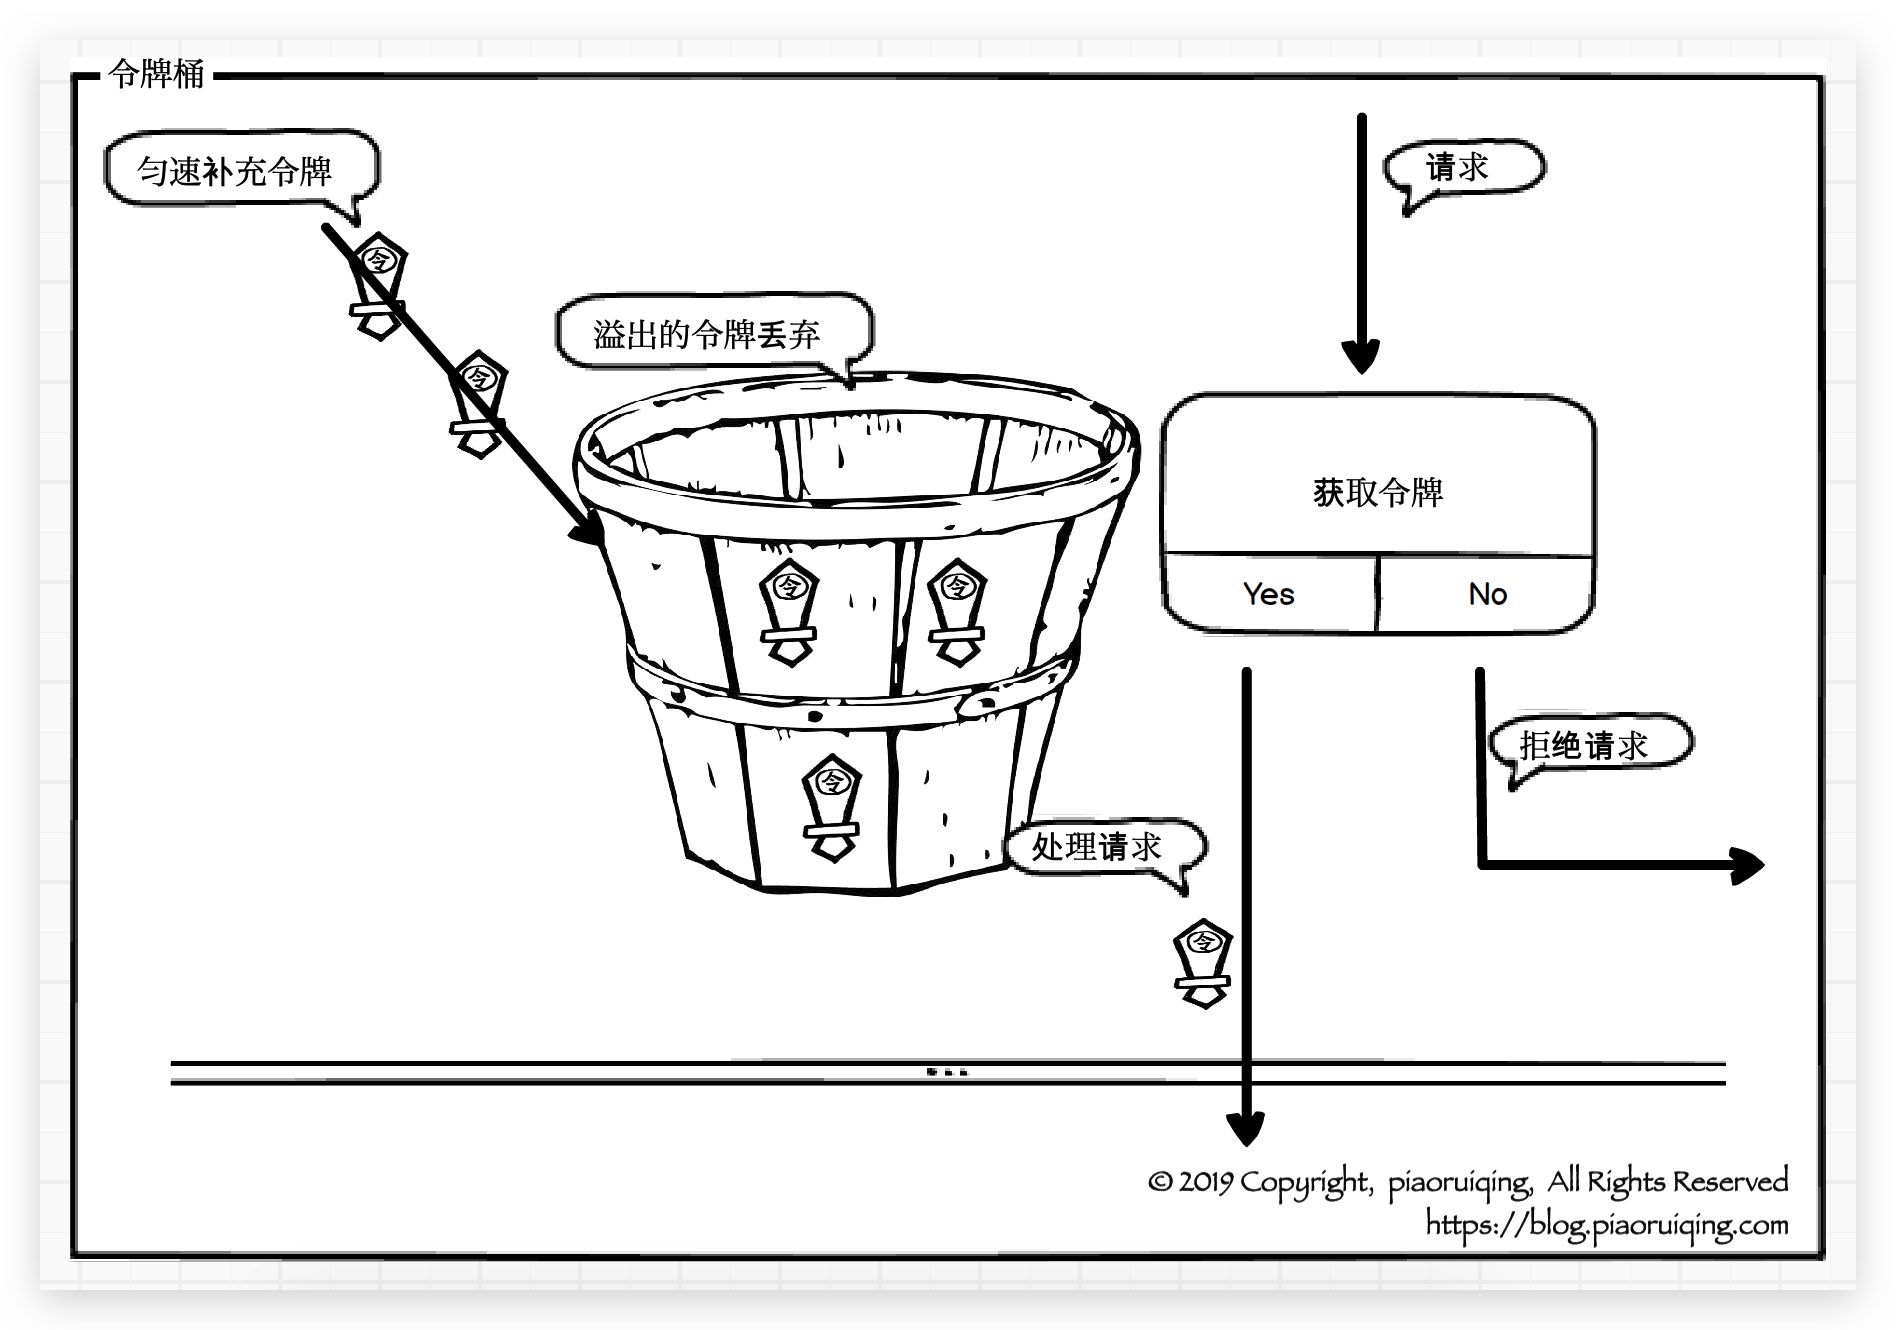 令牌桶
匀速补充令牌
请求
令
溢出的令牌丢弃
令
获取令牌
令
令
Yes
No
拒绝请求
令
处理请求
令
...
© 2019 Copyright, piaoruiqing, All Rights Reserved
https://blog.piaoruiqing.com